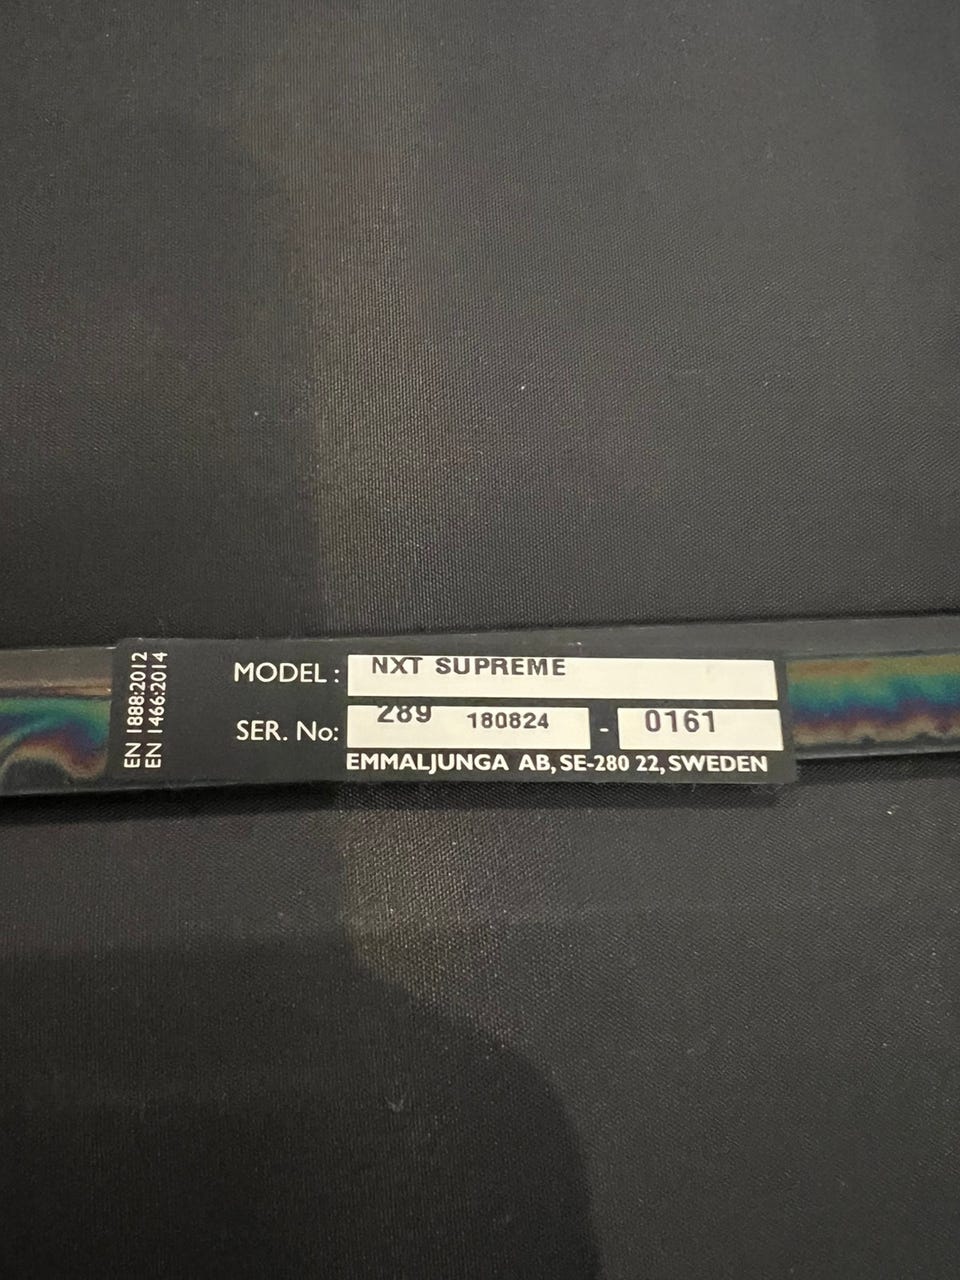 EN 1888:2012
EN 1466:2014
MODEL : NXT SUPREME
SER. No: 289 180824 - 0161
EMMALJUNGA AB, SE-280 22, SWEDEN